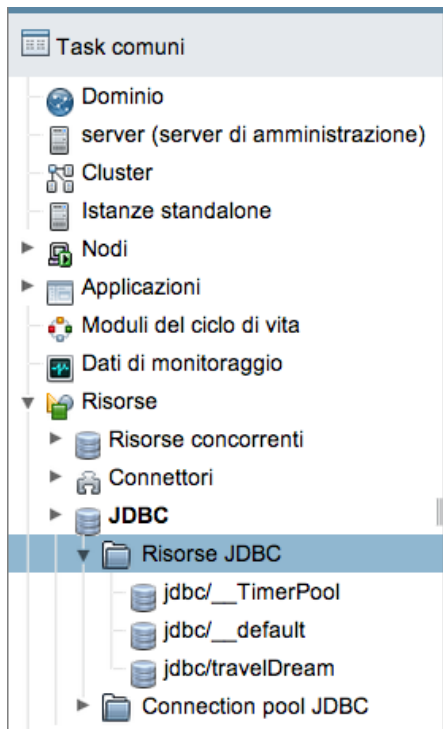 Task comuni
Dominio
server (server di amministrazione)
Cluster
Istanze standalone
Nodi
Applicazioni
Moduli del ciclo di vita
Dati di monitoraggio
Risorse
Risorse concorrenti
Connettori
JDBC
Risorse JDBC
jdbc/__TimerPool
jdbc/__default
jdbc/travelDream
Connection pool JDBC